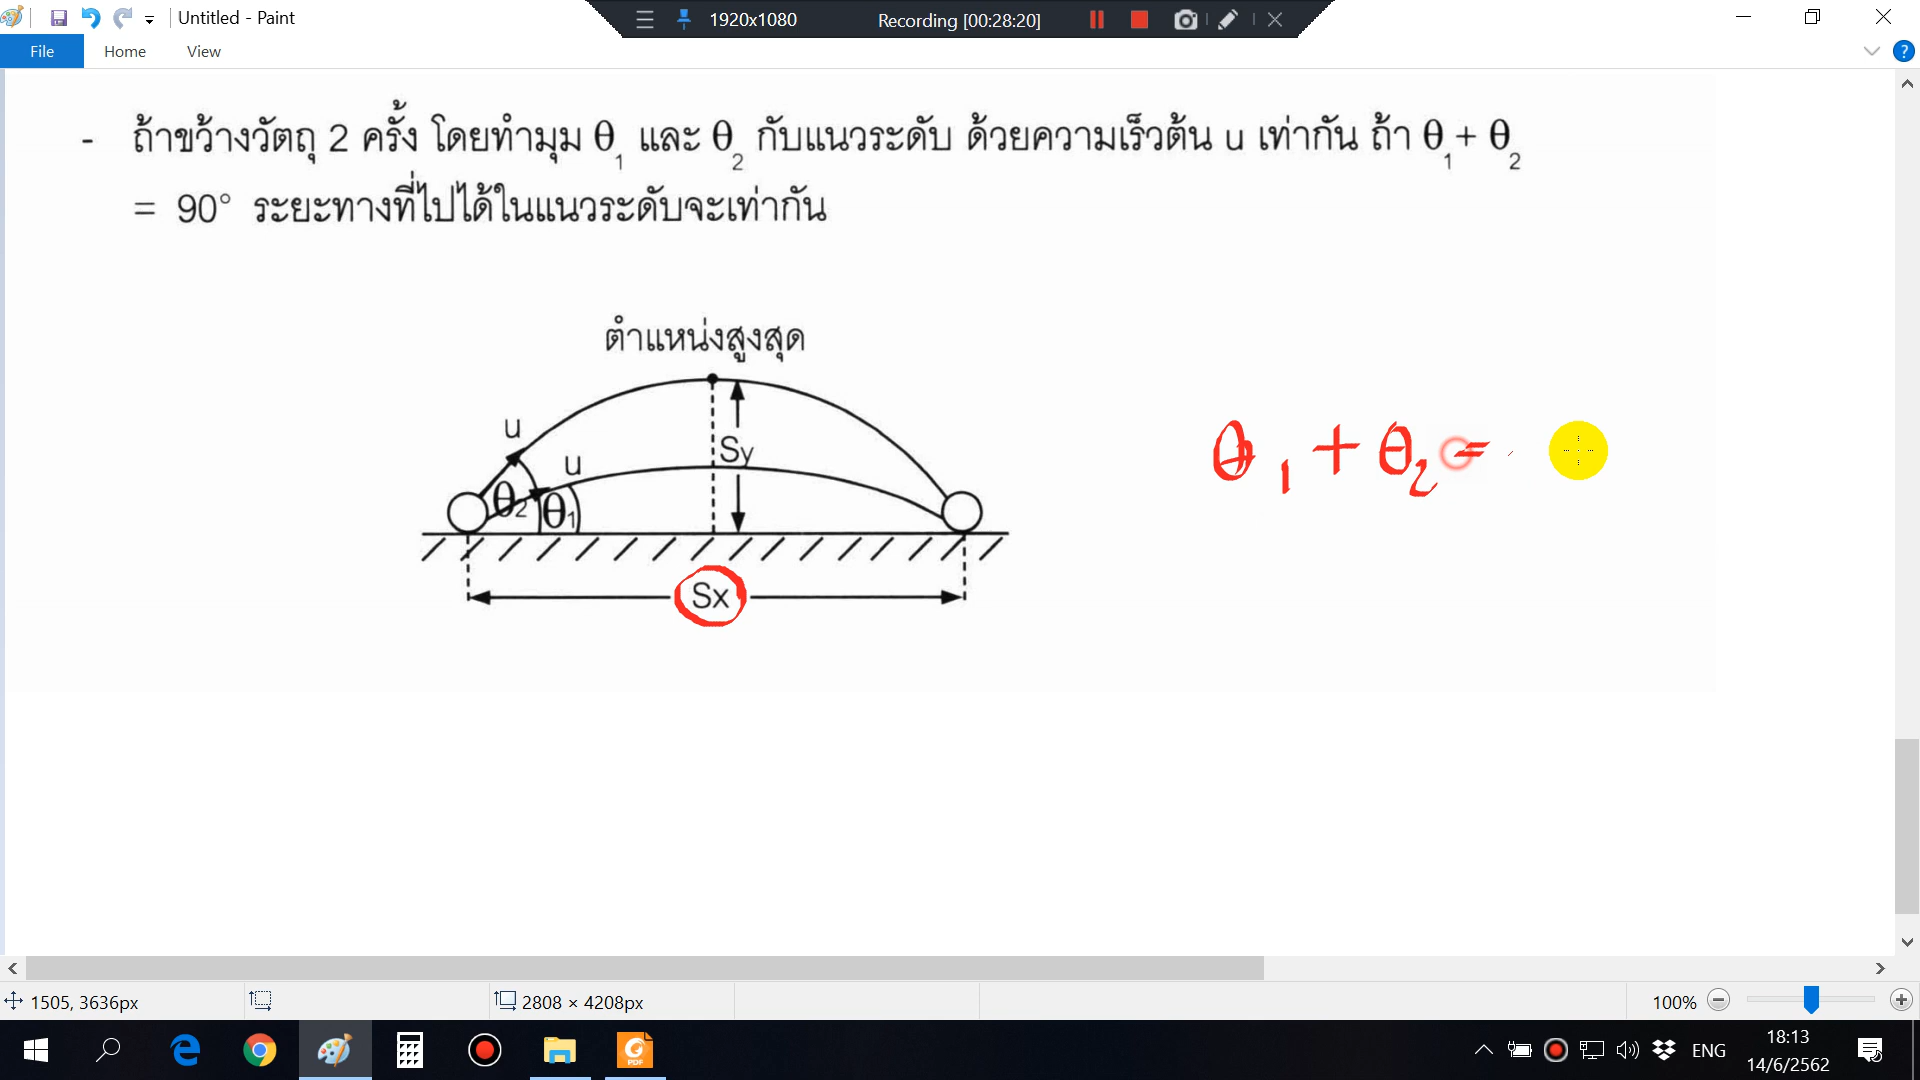 Untitled - Paint
1920x1080
Recording [00:28:20]
File Home View
- ถ้าขว้างวัตถุ 2 ครั้ง โดยทำมุม θ1 และ θ2 กับแนวระดับ ด้วยความเร็วต้น u เท่ากัน ถ้า θ1 + θ2
= 90° ระยะทางที่ไปได้ในแนวระดับจะเท่ากัน
ตำแหน่งสูงสุด
u
u
Sy
θ2
θ1
Sx
θ1 + θ2 =
1505, 3636px
2808 × 4208px
100%
PDF
ENG
18:13
14/6/2562